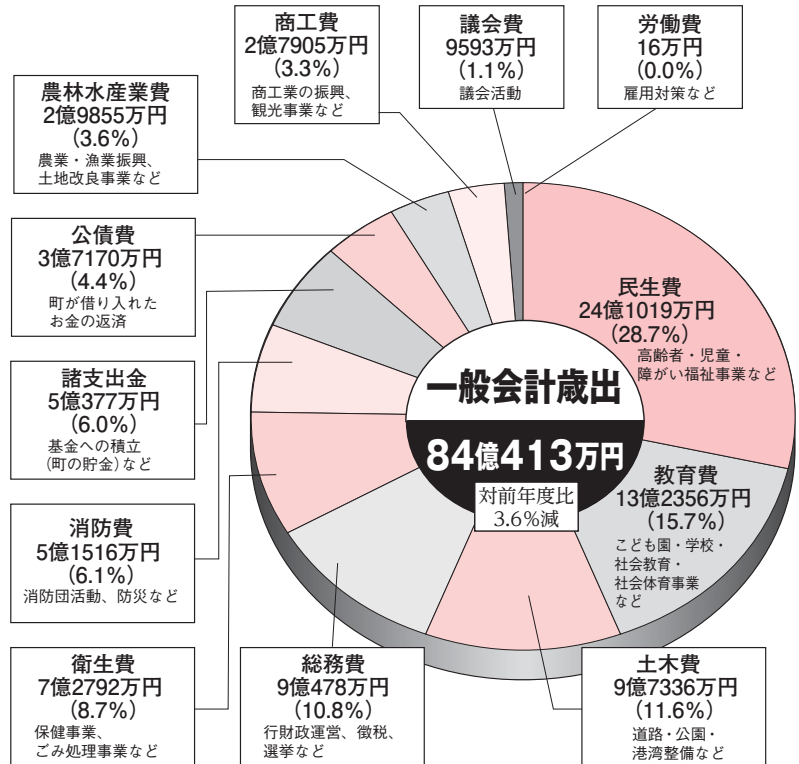 一般会計歳出
84億413万円
対前年度比
3.6%減
民生費
24億1019万円
(28.7%)
高齢者・児童・
障がい福祉事業など
教育費
13億2356万円
(15.7%)
こども園・学校・
社会教育・
社会体育事業
など
土木費
9億7336万円
(11.6%)
道路・公園・
港湾整備など
総務費
9億478万円
(10.8%)
行財政運営、徴税、
選挙など
衛生費
7億2792万円
(8.7%)
保健事業、
ごみ処理事業など
消防費
5億1516万円
(6.1%)
消防団活動、防災など
諸支出金
5億377万円
(6.0%)
基金への積立
(町の貯金)など
公債費
3億7170万円
(4.4%)
町が借り入れた
お金の返済
農林水産業費
2億9855万円
(3.6%)
農業・漁業振興、
土地改良事業など
商工費
2億7905万円
(3.3%)
商工業の振興、
観光事業など
議会費
9593万円
(1.1%)
議会活動
労働費
16万円
(0.0%)
雇用対策など